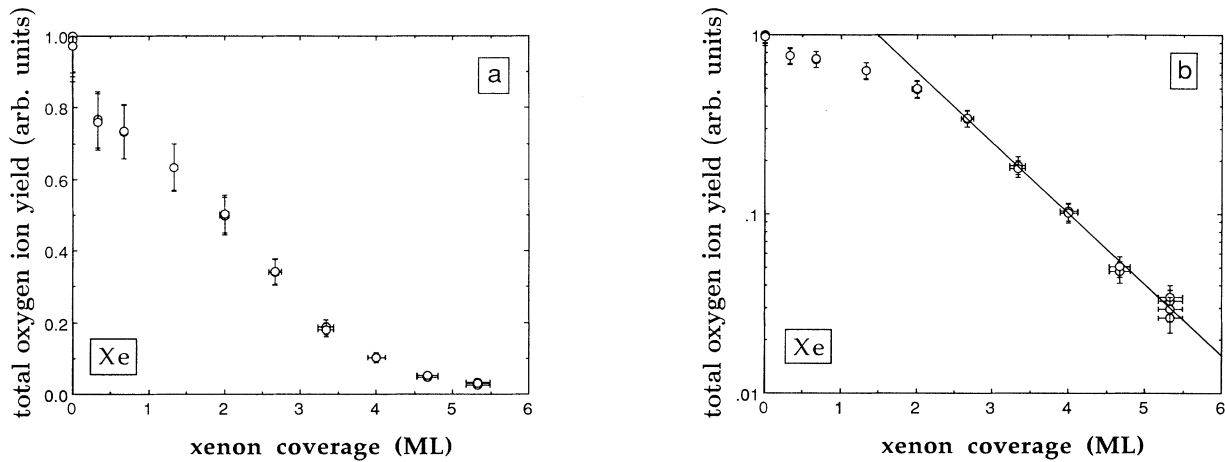 total oxygen ion yield (arb. units)
1.0
0.8
0.6
0.4
0.2
0.0
a
Xe
0 1 2 3 4 5 6
xenon coverage (ML)
total oxygen ion yield (arb. units)
10
.1
.01
b
Xe
0 1 2 3 4 5 6
xenon coverage (ML)